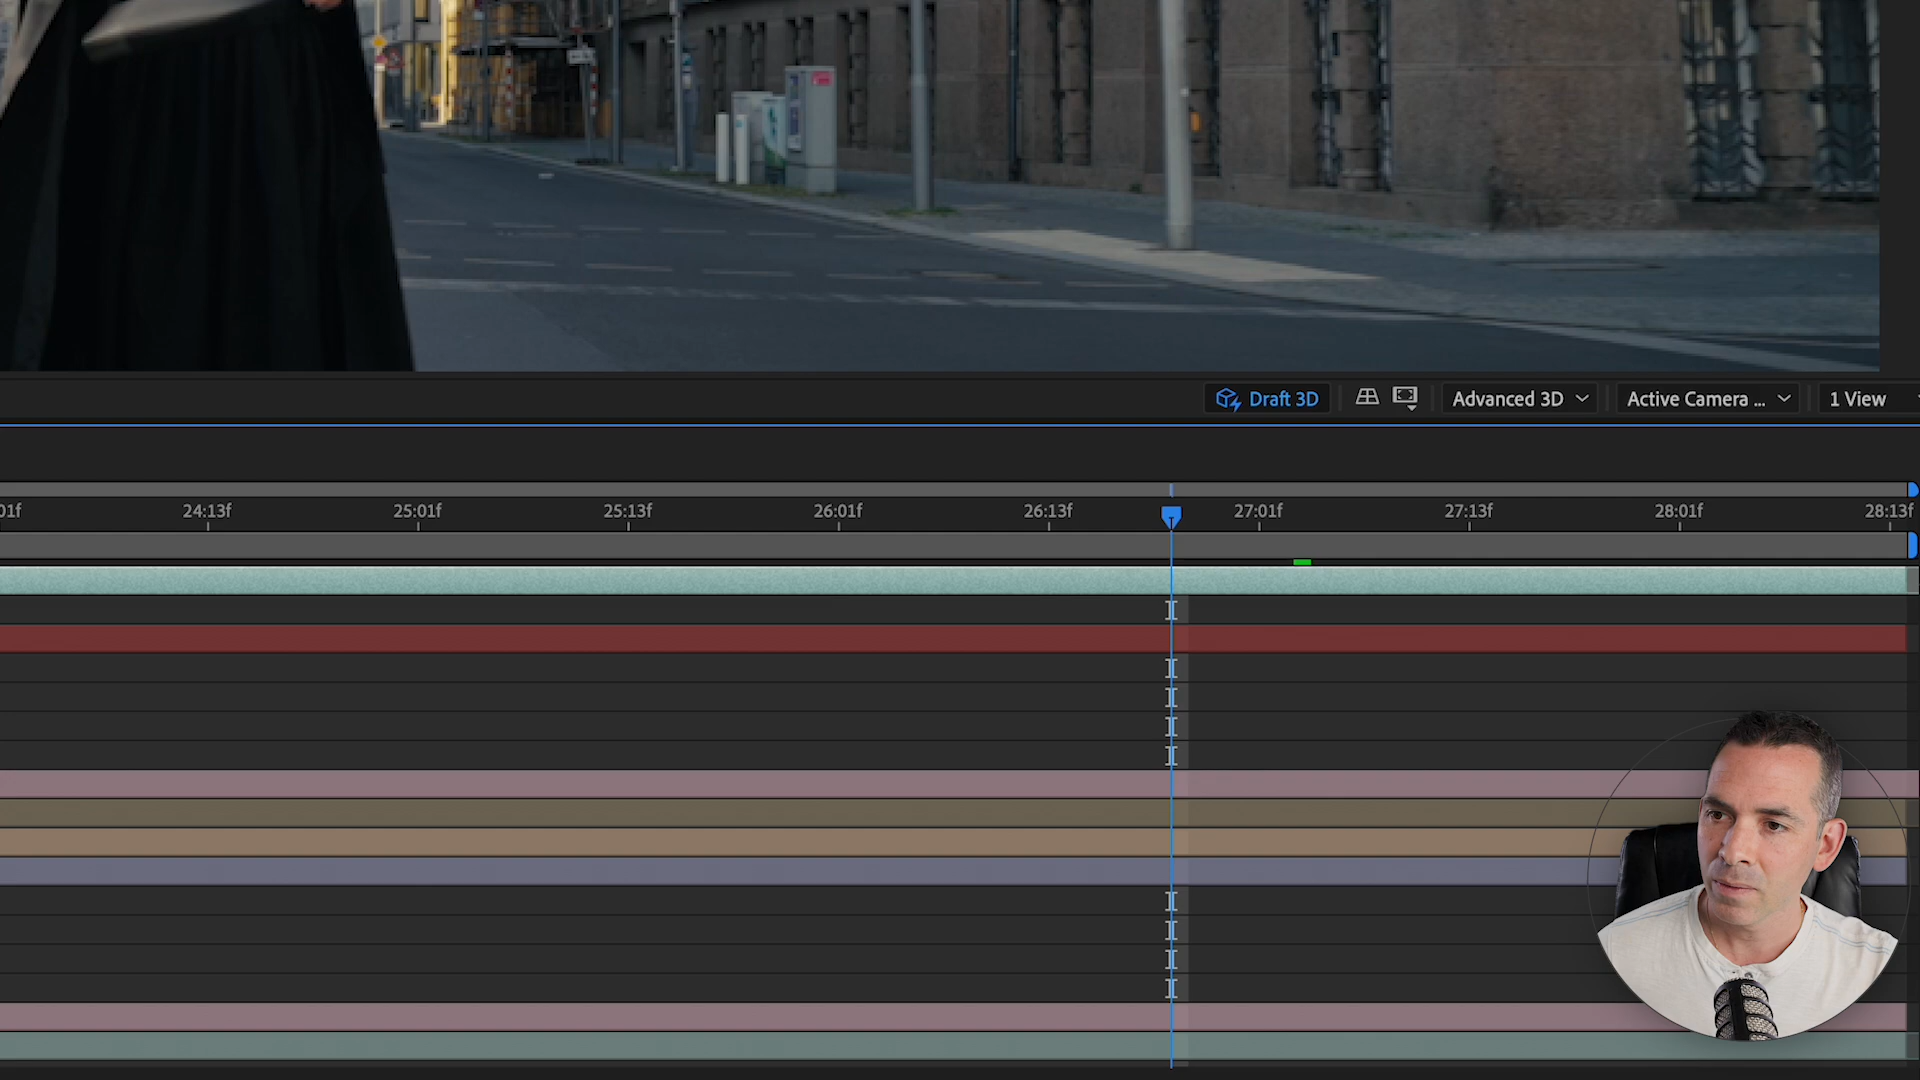 Draft 3D Advanced 3D Active Camera ... 1 View
01f 24:13f 25:01f 25:13f 26:01f 26:13f 27:01f 27:13f 28:01f 28:13f